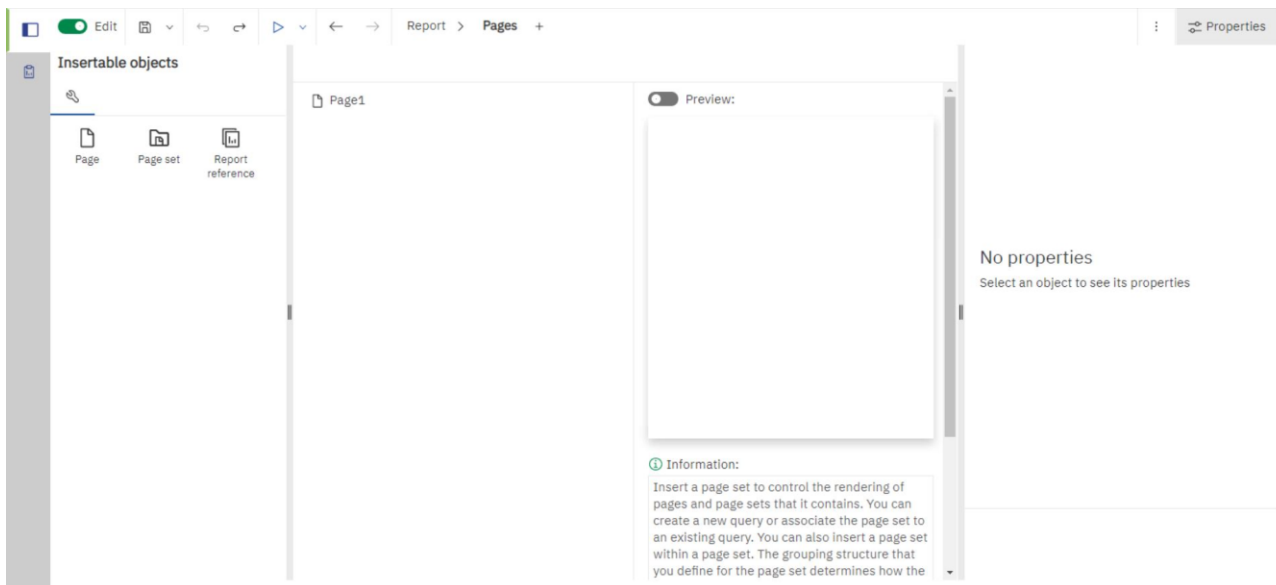 Edit
Report > Pages +
Properties
Insertable objects
Page
Page set
Report
reference
Page1
Preview:
Information:
Insert a page set to control the rendering of
pages and page sets that it contains. You can
create a new query or associate the page set to
an existing query. You can also insert a page set
within a page set. The grouping structure that
you define for the page set determines how the
No properties
Select an object to see its properties